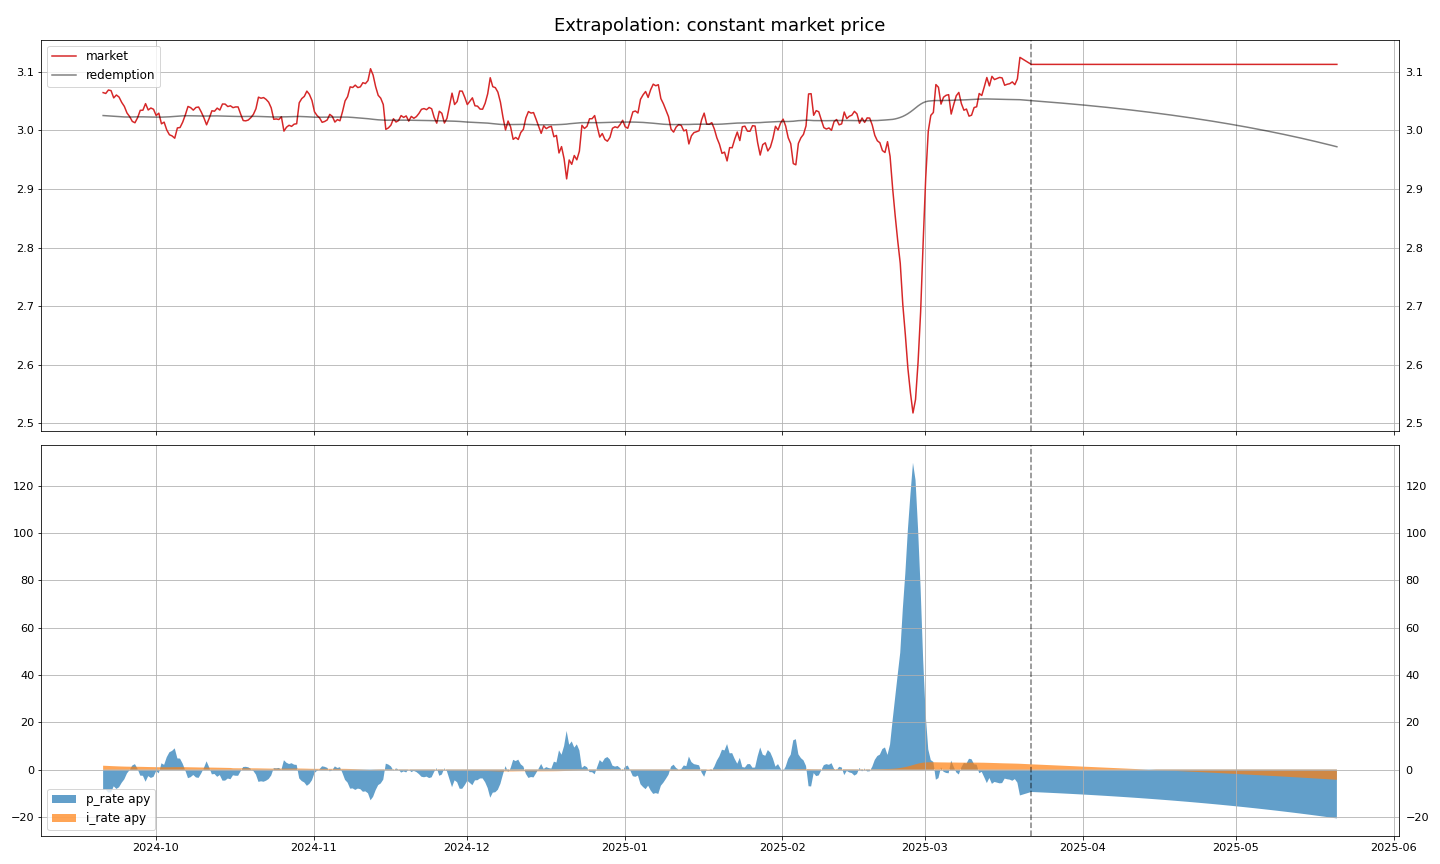 Extrapolation: constant market price
market
redemption
3.1 3.1
3.0 3.0
2.9 2.9
2.8 2.8
2.7 2.7
2.6 2.6
2.5 2.5
120 120
100 100
80 80
60 60
40 40
20 20
0 0
−20 −20
p_rate apy
i_rate apy
2024-10 2024-11 2024-12 2025-01 2025-02 2025-03 2025-04 2025-05 2025-06